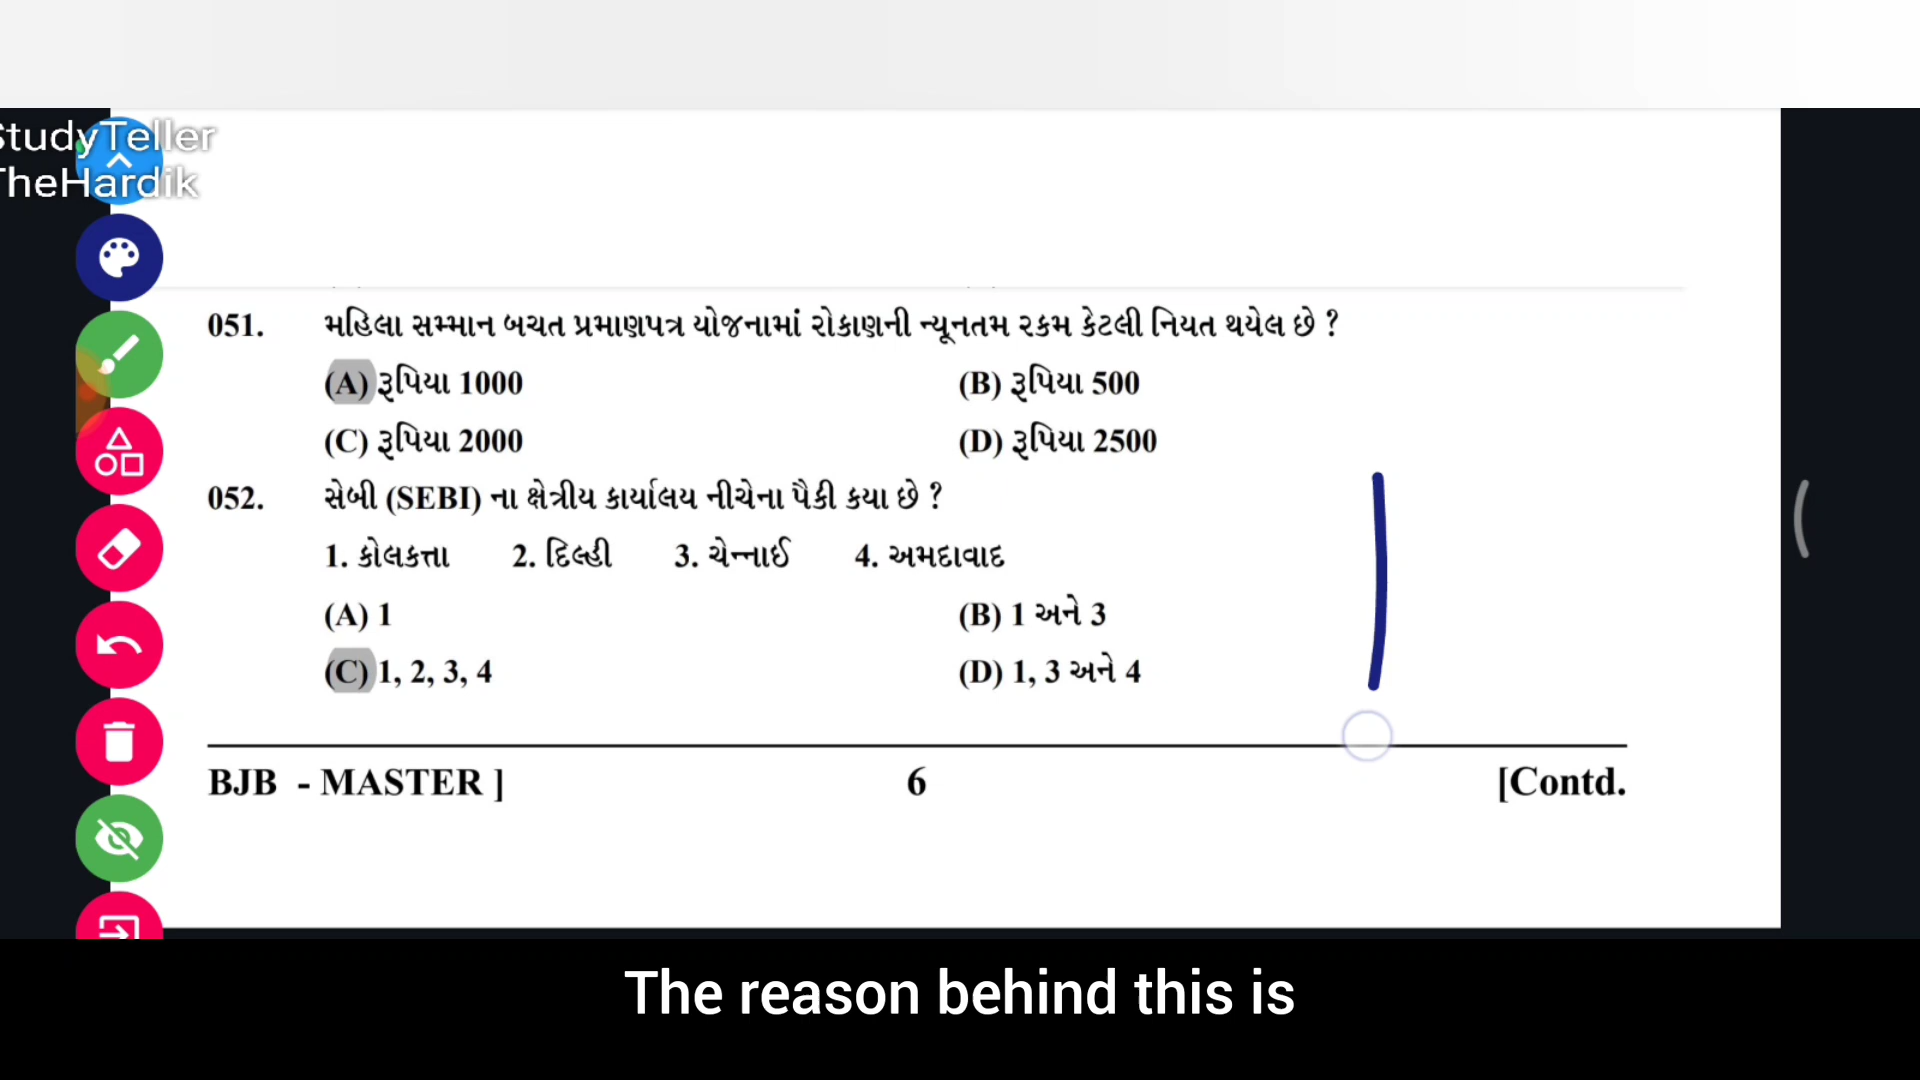 StudyTeller
TheHardik
051. મહિલા સમ્માન બચત પ્રમાણપત્ર યોજનામાં રોકાણની ન્યૂનતમ રકમ કેટલી નિયત થયેલ છે ?
(A) રૂપિયા 1000 (B) રૂપિયા 500
(C) રૂપિયા 2000 (D) રૂપિયા 2500
052. સેબી (SEBI) ના ક્ષેત્રીય કાર્યાલય નીચેના પૈકી કયા છે ?
1. કોલકત્તા 2. દિલ્હી 3. ચેન્નાઈ 4. અમદાવાદ
(A) 1 (B) 1 અને 3
(C) 1, 2, 3, 4 (D) 1, 3 અને 4
BJB - MASTER ] 6 [Contd.
The reason behind this is